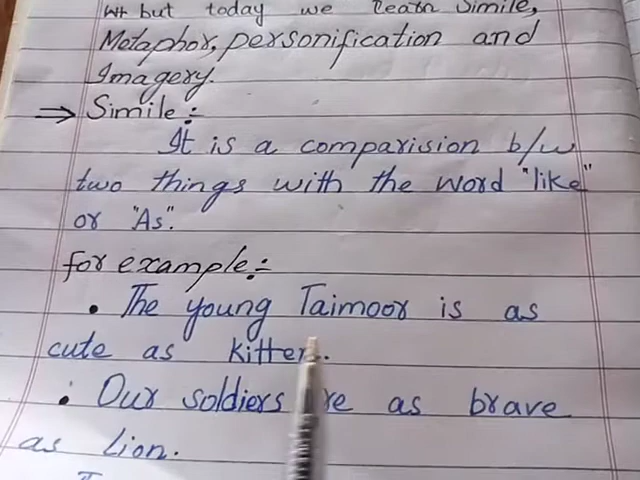 but today we learn Simile,
Metaphor, personification and
Imagery.
⇒ Simile :-
It is a comparision b/w
two things with the word "like"
or "As".
for example :-
• The young Taimoor is as
cute as kitten.
• Our soldiers are as brave
as Lion.